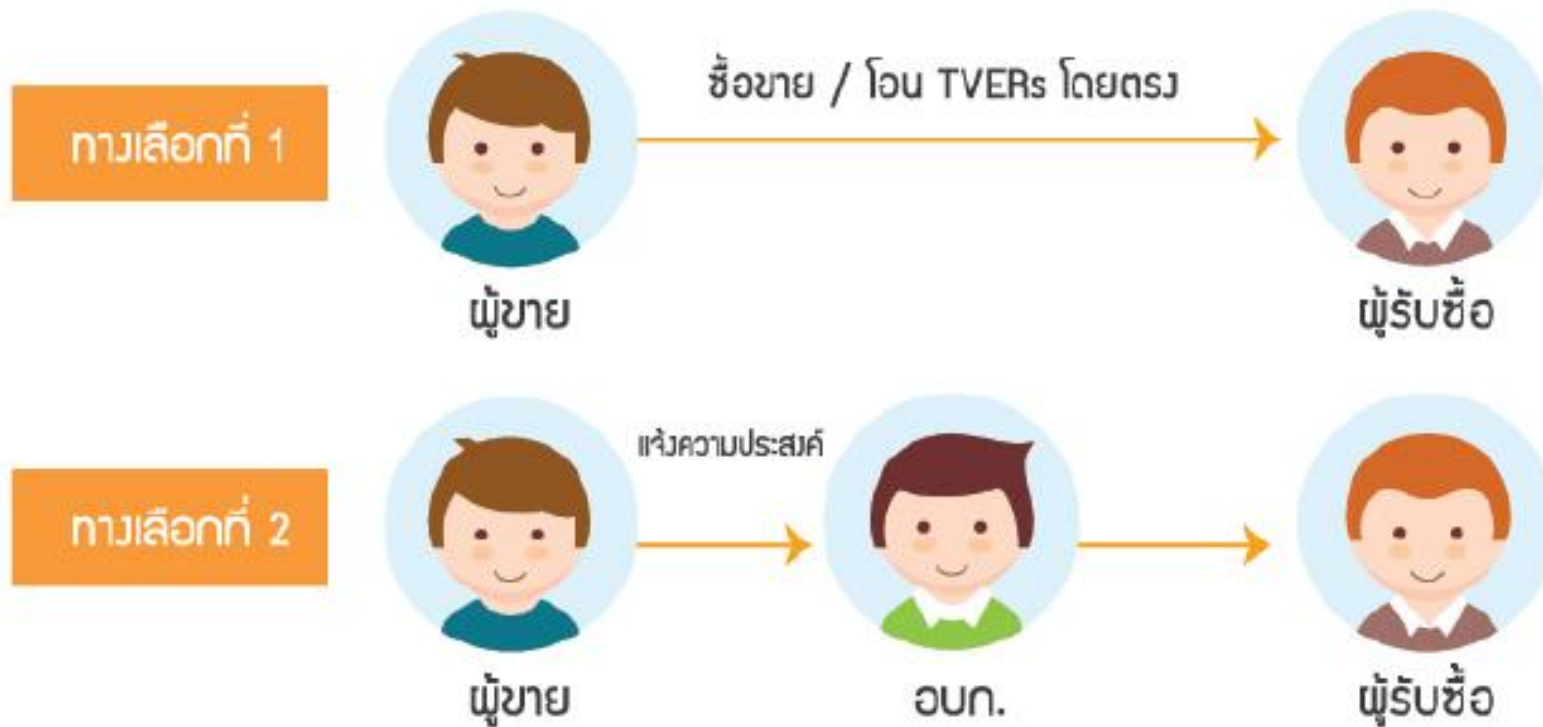 ทางเลือกที่ 1
ซื้อขาย / โอน TVERs โดยตรง
ผู้ขาย
ผู้รับซื้อ
ทางเลือกที่ 2
แจ้งความประสงค์
ผู้ขาย
อบก.
ผู้รับซื้อ